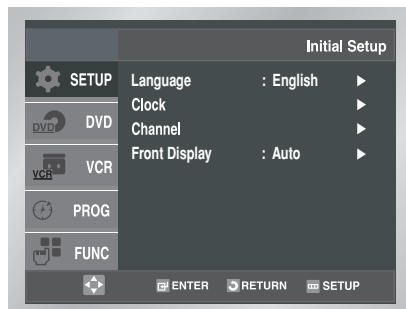 Initial Setup
SETUP
Language : English ►
Clock ►
Channel ►
Front Display : Auto ►
DVD DVD
VCR VCR
PROG
FUNC
ENTER RETURN SETUP